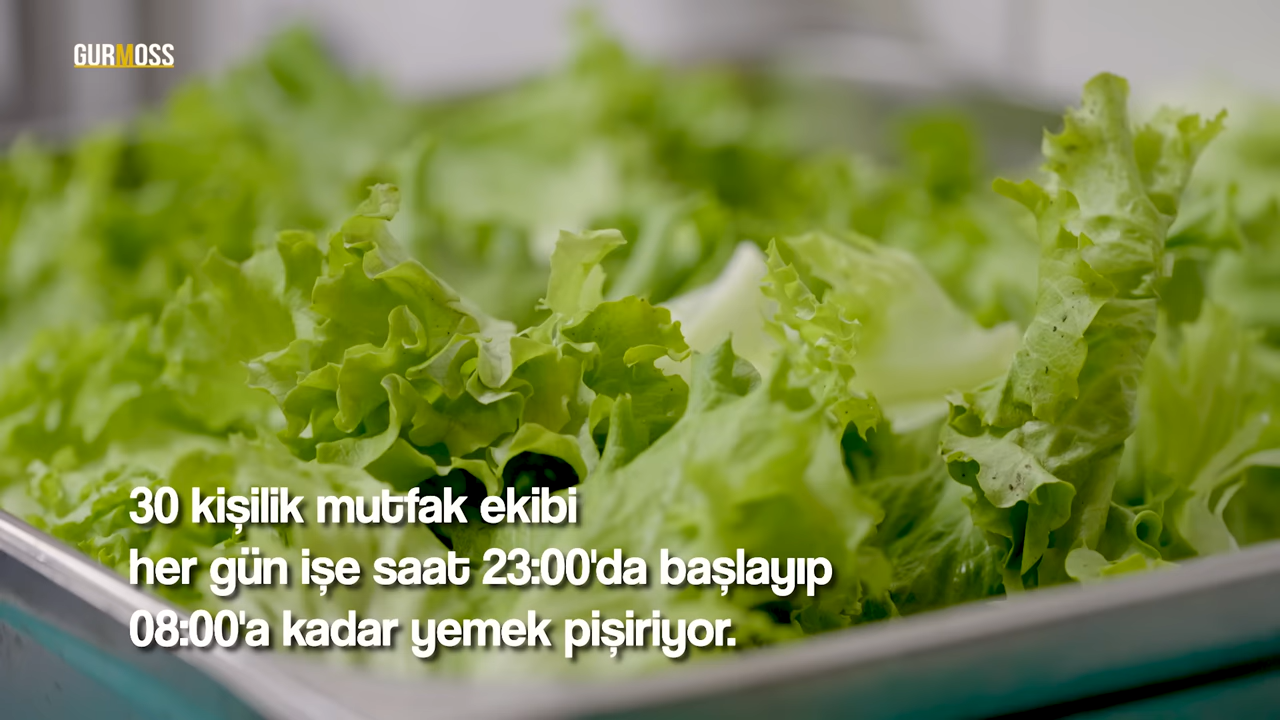 GURMOSS
30 kişilik mutfak ekibi
her gün işe saat 23:00'da başlayıp
08:00'a kadar yemek pişiriyor.